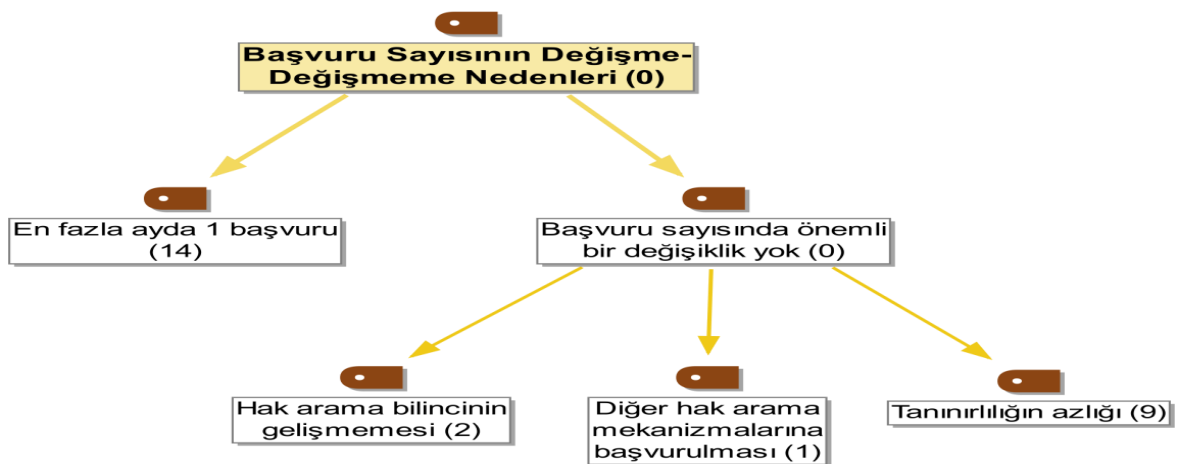 Başvuru Sayısının Değişme-
Değişmeme Nedenleri (0)
En fazla ayda 1 başvuru
(14)
Başvuru sayısında önemli
bir değişiklik yok (0)
Hak arama bilincinin
gelişmemesi (2)
Diğer hak arama
mekanizmalarına
başvurulması (1)
Tanınırlılığın azlığı (9)